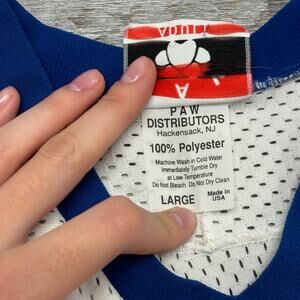 PAW
DISTRIBUTORS
Hackensack, NJ
100% Polyester
Machine Wash in Cold Water
Immediately Tumble Dry
at Low Temperature
Do Not Bleach Do Not Dry Clean
LARGE
Made in
USA